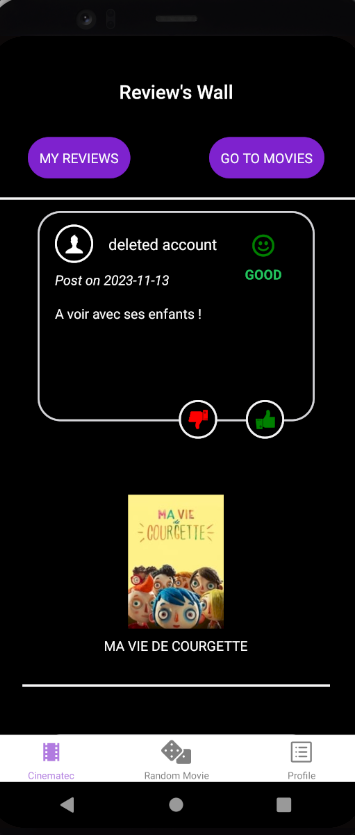 Review's Wall
MY REVIEWS
GO TO MOVIES
deleted account
GOOD
Post on 2023-11-13
A voir avec ses enfants !
MA VIE
de
COURGETTE
MA VIE DE COURGETTE
Cinematec
Random Movie
Profile